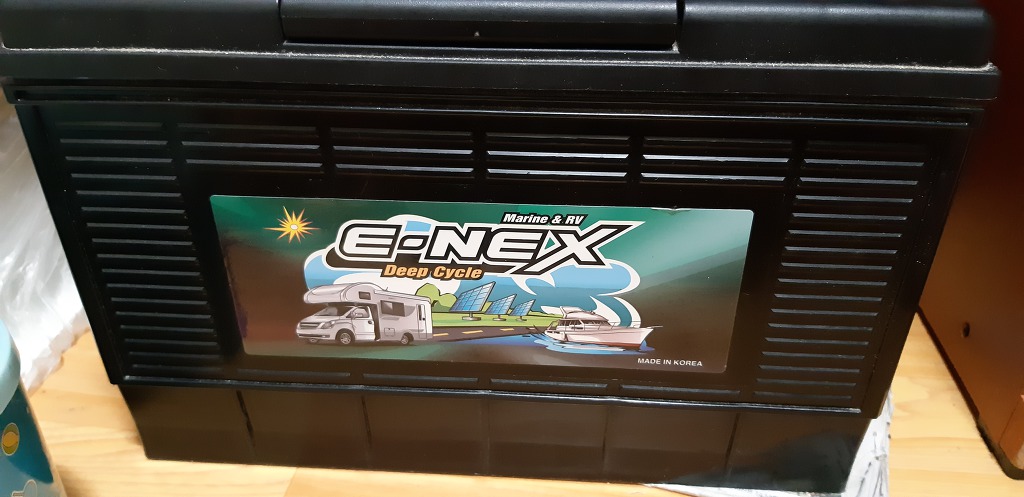 Marine & RV
E-NEX
Deep Cycle
MADE IN KOREA